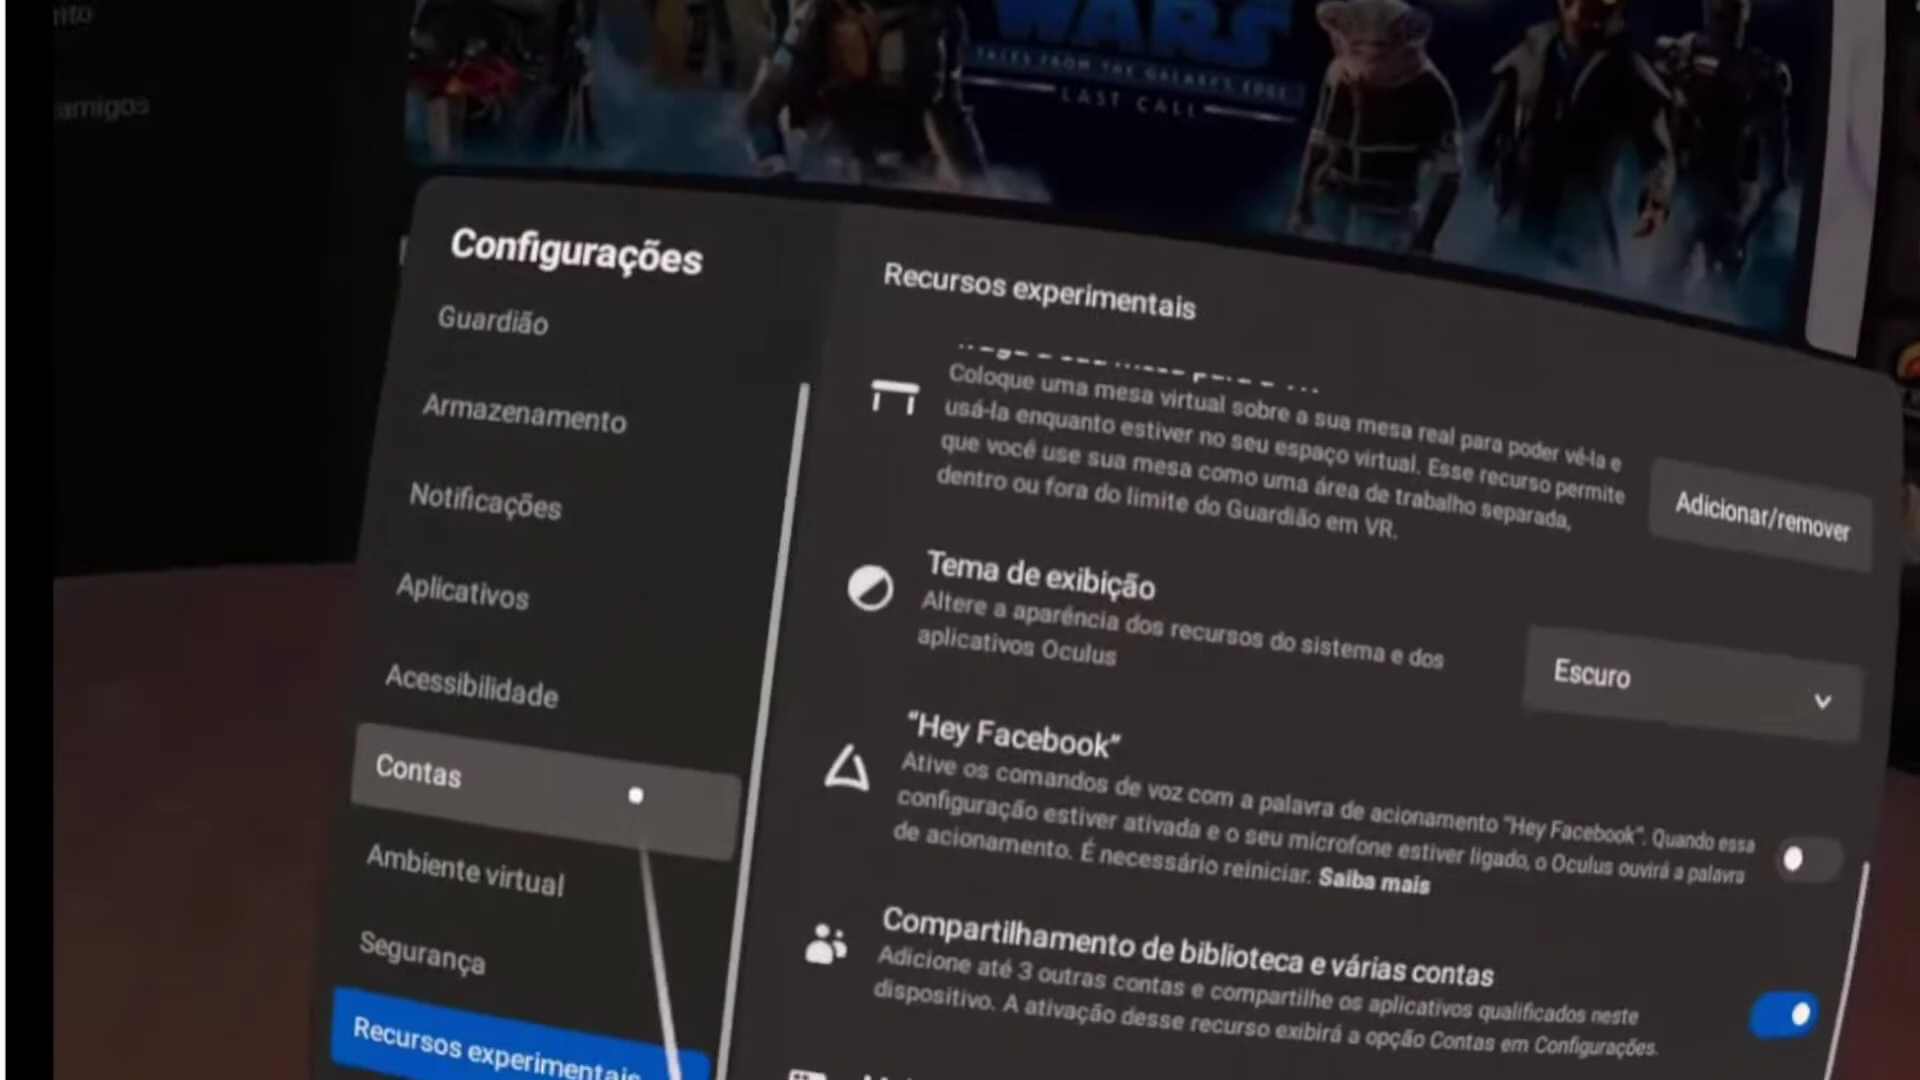 amigos
WARS
TALES FROM THE GALAXY'S EDGE
LAST CALL
Configurações
Guardião
Armazenamento
Notificações
Aplicativos
Acessibilidade
Contas
Ambiente virtual
Segurança
Recursos experimentais
Recursos experimentais
Coloque uma mesa virtual sobre a sua mesa real para poder vê-la e
usá-la enquanto estiver no seu espaço virtual. Esse recurso permite
que você use sua mesa como uma área de trabalho separada,
dentro ou fora do limite do Guardião em VR.
Adicionar/remover
Tema de exibição
Altere a aparência dos recursos do sistema e dos
aplicativos Oculus
Escuro
“Hey Facebook”
Ative os comandos de voz com a palavra de acionamento “Hey Facebook”. Quando essa
configuração estiver ativada e o seu microfone estiver ligado, o Oculus ouvirá a palavra
de acionamento. É necessário reiniciar. Saiba mais
Compartilhamento de biblioteca e várias contas
Adicione até 3 outras contas e compartilhe os aplicativos qualificados neste
dispositivo. A ativação desse recurso exibirá a opção Contas em Configurações.